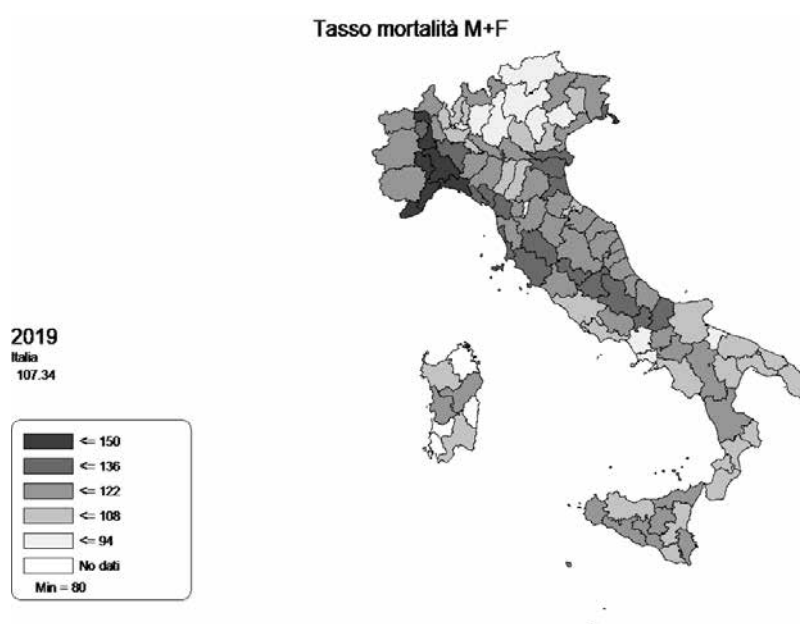 Tasso mortalità M+F
2019
Italia
107.34
<= 150
<= 136
<= 122
<= 108
<= 94
No dati
Min = 80